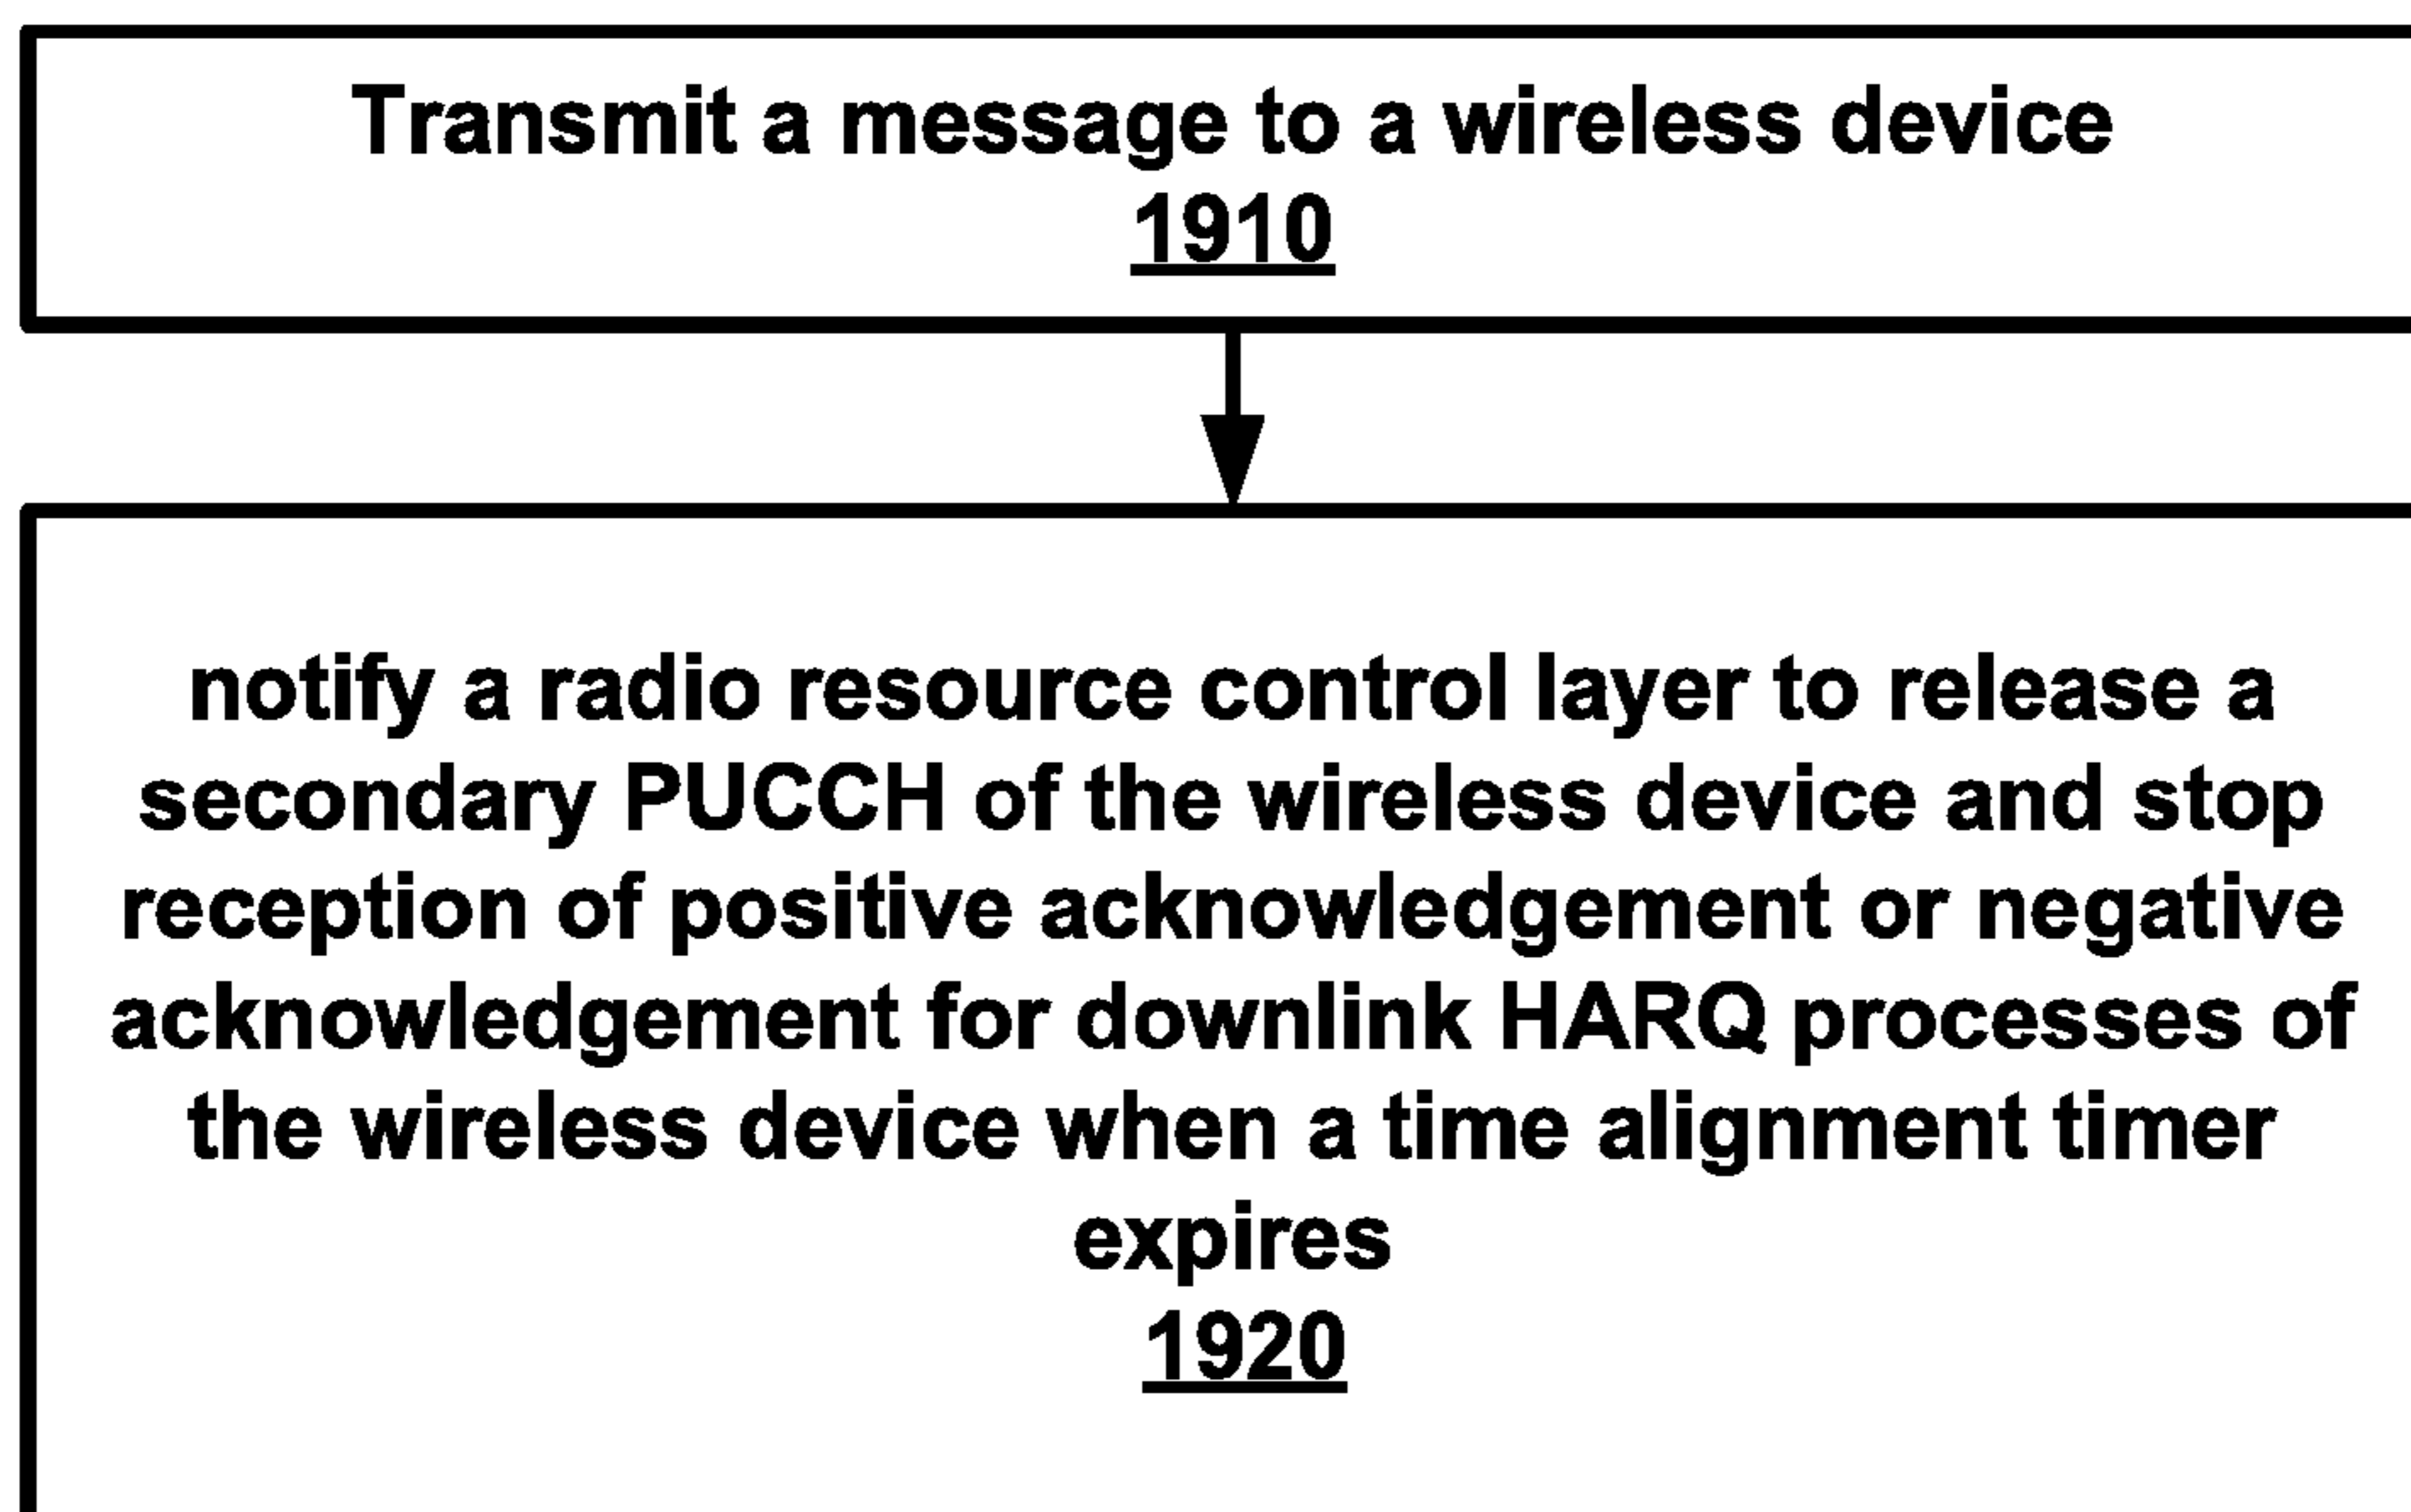 Transmit a message to a wireless device
1910
notify a radio resource control layer to release a
secondary PUCCH of the wireless device and stop
reception of positive acknowledgement or negative
acknowledgement for downlink HARQ processes of
the wireless device when a time alignment timer
expires
1920